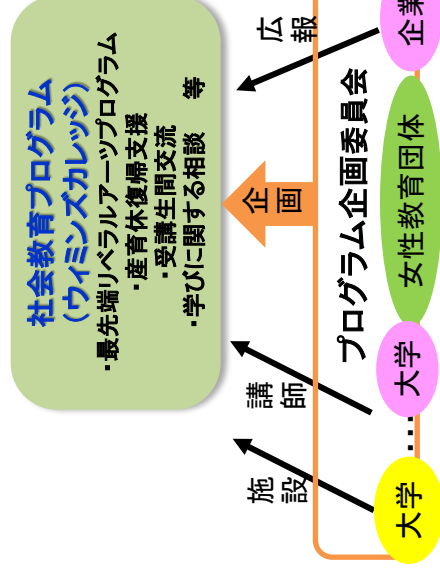 社会教育プログラム
（ウィミンズカレッジ）
・最先端リベラルアーツプログラム
・産育休復帰支援
・受講生間交流
・学びに関する相談　等
施設
講師
企画
広報
プログラム企画委員会
大学
…
大学
女性教育団体
企業